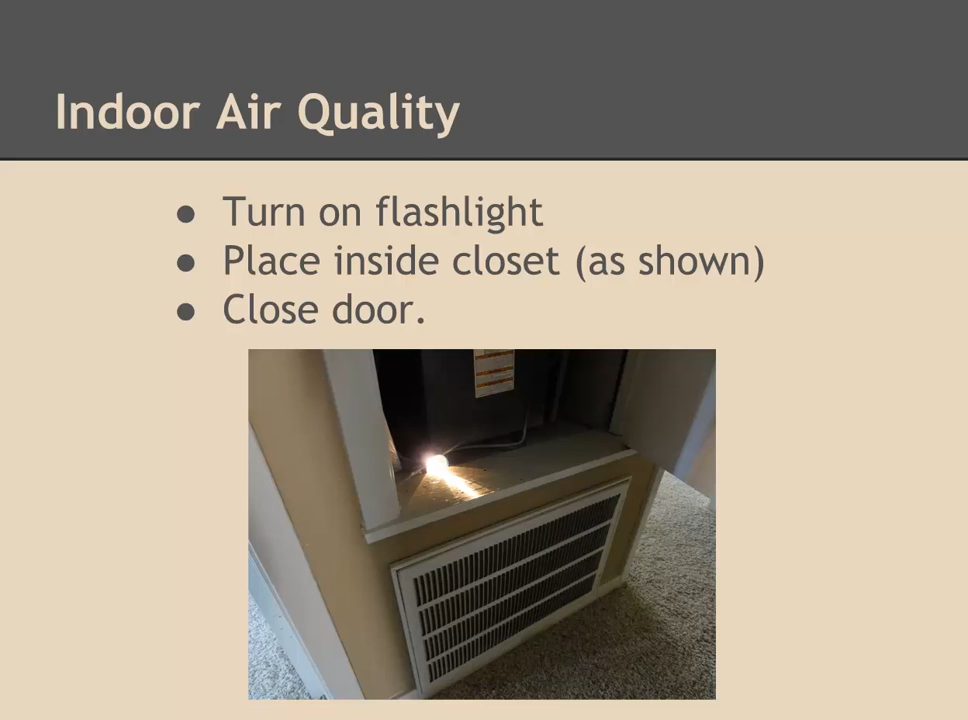 Indoor Air Quality
● Turn on flashlight
● Place inside closet (as shown)
● Close door.